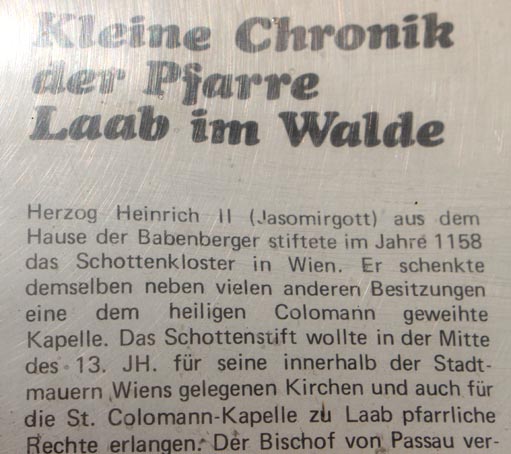 Kleine Chronik
der Pfarre
Laab im Walde
Herzog Heinrich II (Jasomirgott) aus dem
Hause der Babenberger stiftete im Jahre 1158
das Schottenkloster in Wien. Er schenkte
demselben neben vielen anderen Besitzungen
eine dem heiligen Colomann geweihte
Kapelle. Das Schottenstift wollte in der Mitte
des 13. JH. für seine innerhalb der Stadt-
mauern Wiens gelegenen Kirchen und auch für
die St. Colomann-Kapelle zu Laab pfarrliche
Rechte erlangen. Der Bischof von Passau ver-